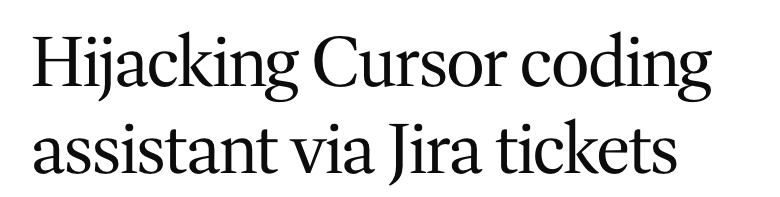 Hijacking Cursor coding
assistant via Jira tickets